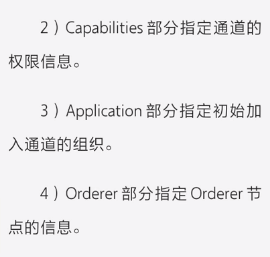 2）Capabilities 部分指定通道的
权限信息。
3）Application 部分指定初始加
入通道的组织。
4）Orderer 部分指定 Orderer 节
点的信息。